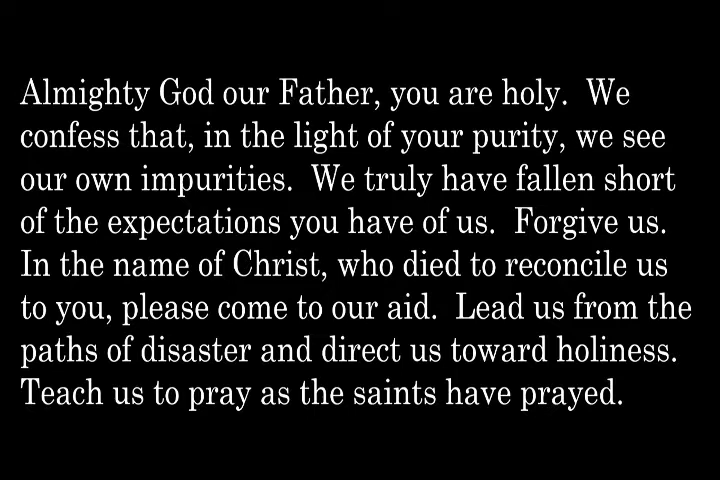 Almighty God our Father, you are holy.  We
confess that, in the light of your purity, we see
our own impurities.  We truly have fallen short
of the expectations you have of us.  Forgive us.
In the name of Christ, who died to reconcile us
to you, please come to our aid.  Lead us from the
paths of disaster and direct us toward holiness.
Teach us to pray as the saints have prayed.